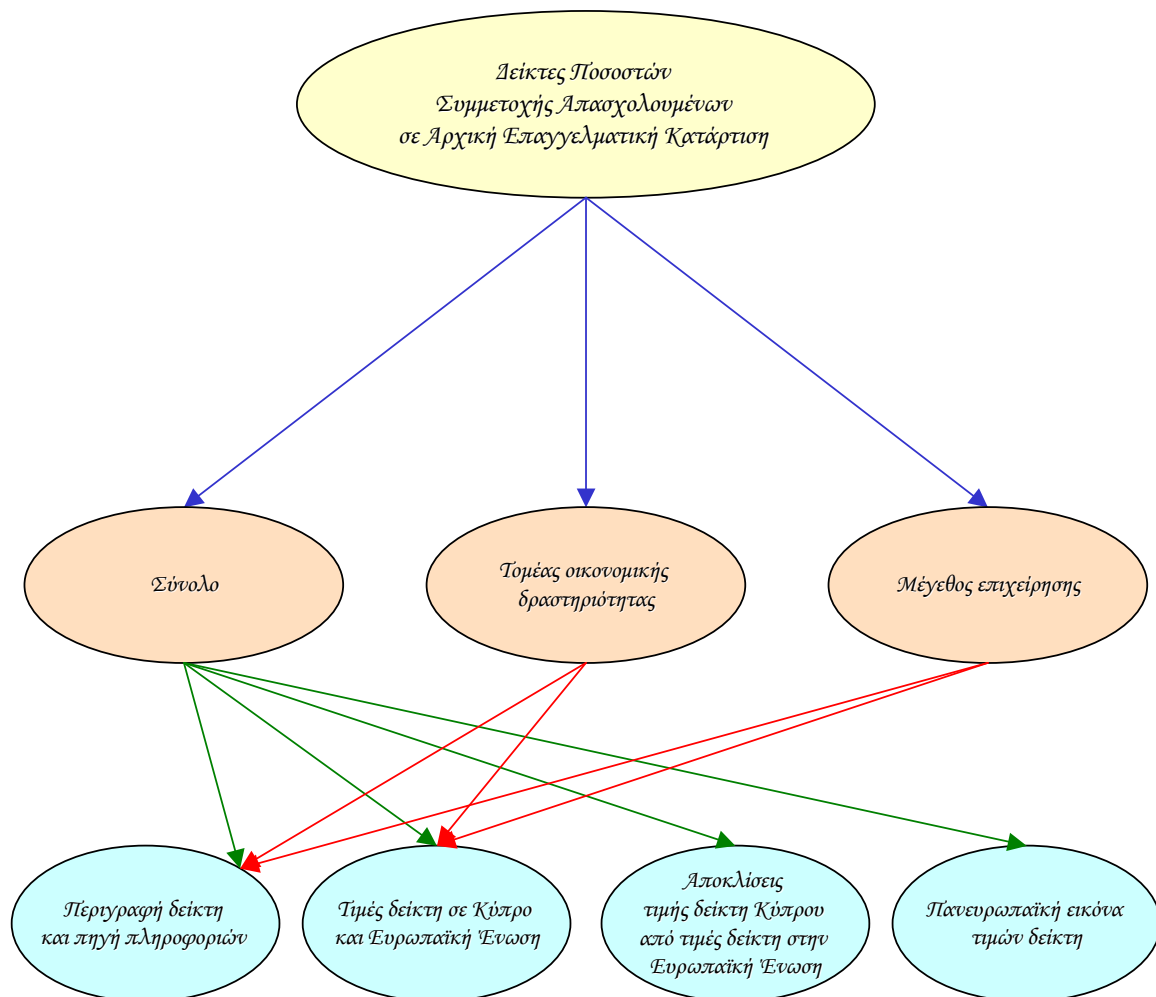 Δείκτες Ποσοστών
Συμμετοχής Απασχολουμένων
σε Αρχική Επαγγελματική Κατάρτιση
Σύνολο
Τομέας οικονομικής
δραστηριότητας
Μέγεθος επιχείρησης
Περιγραφή δείκτη
και πηγή πληροφοριών
Τιμές δείκτη σε Κύπρο
και Ευρωπαϊκή Ένωση
Αποκλίσεις
τιμής δείκτη Κύπρου
από τιμές δείκτη στην
Ευρωπαϊκή Ένωση
Πανευρωπαϊκή εικόνα
τιμών δείκτη